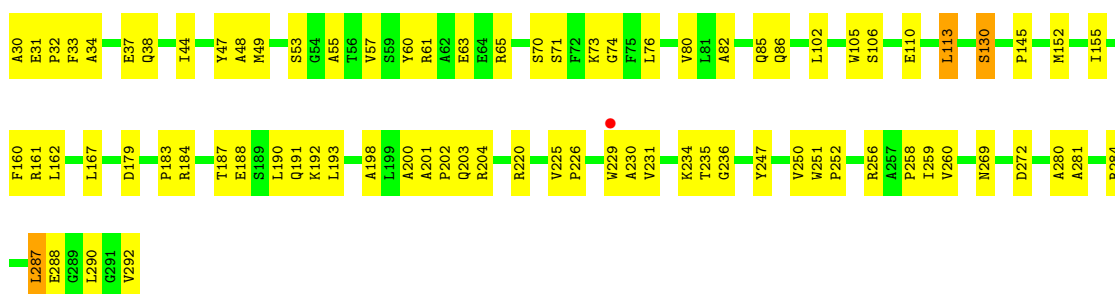 A30 E31 P32 F33 A34 E37 Q38 I44 Y47 A48 M49 S53 G54 A55 T56 V57 S58 Y60 R61 A62 E63 E64 R65 S70 S71 F72 K73 G74 F75 L76 V80 L81 A82 Q85 Q86 L102 W105 S106 E110 L113 S130 P145 M152 I155
F160 R161 L162 L167 D179 P183 R184 T187 E188 S189 L190 Q191 K192 L193 A198 L199 A200 A201 P202 Q203 R204 R220 V225 P226 W229 A230 V231 K234 T235 G236 Y247 V250 W251 P252 R256 A257 P258 I259 V260 N269 D272 A280 A281
L287 E288 G289 L290 G291 V292